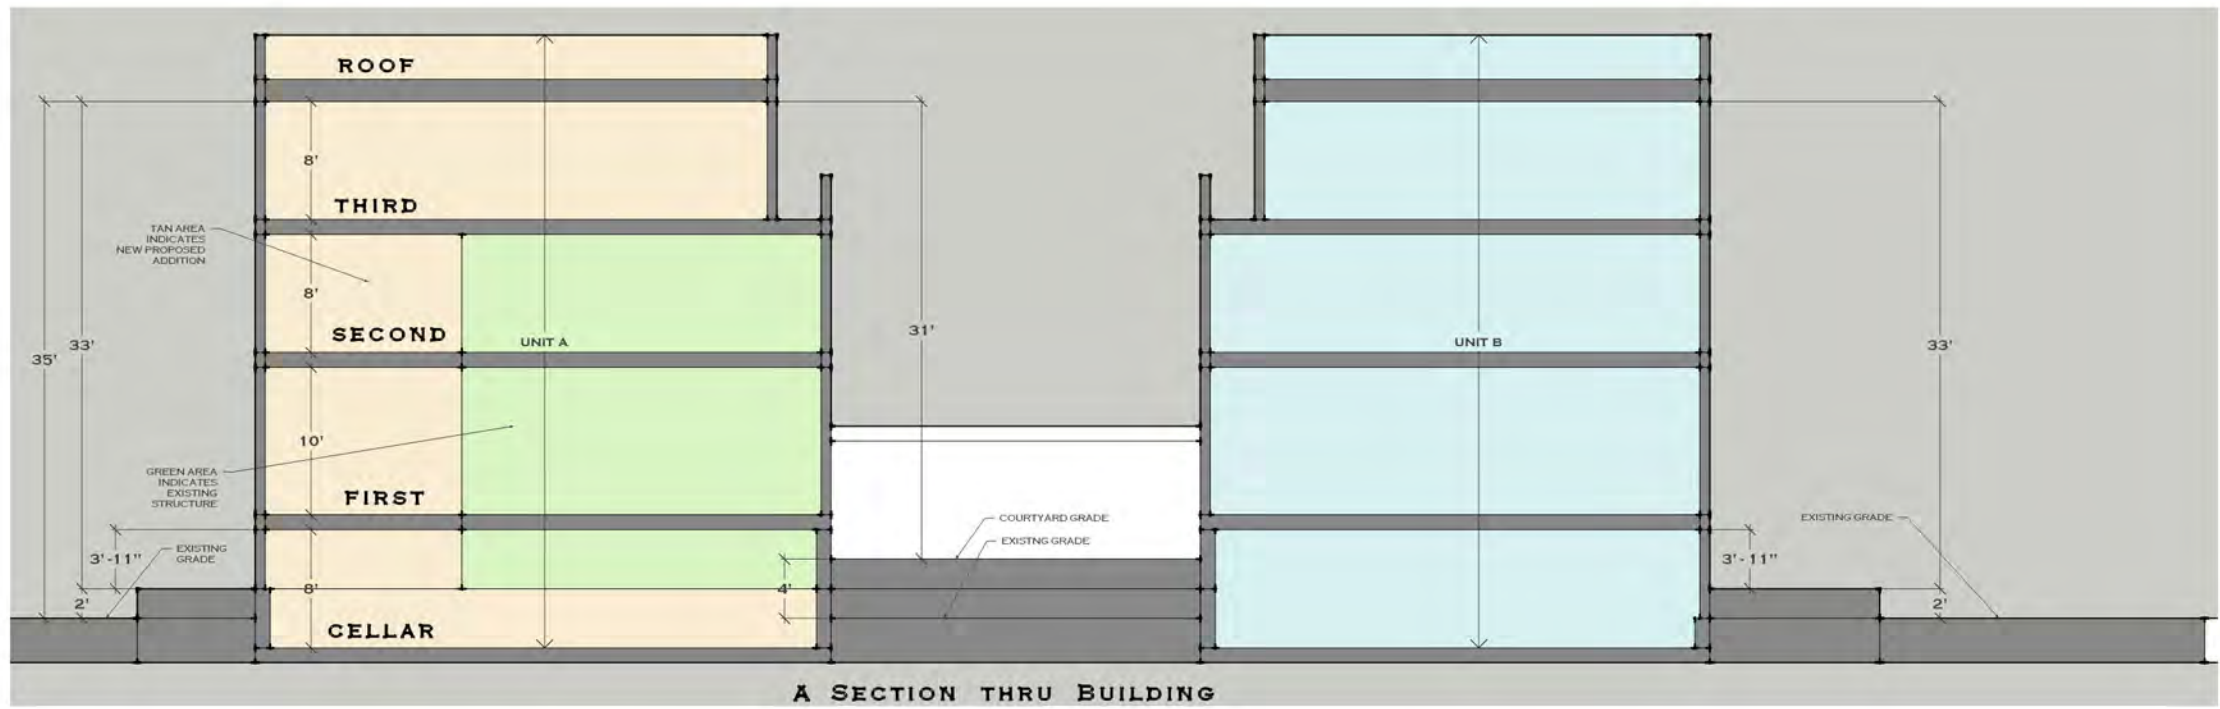 ROOF
8'
THIRD
TAN AREA
INDICATES
NEW PROPOSED
ADDITION
8'
SECOND
UNIT A
35'
33'
31'
UNIT B
33'
10'
GREEN AREA
INDICATES
EXISTING
STRUCTURE
FIRST
COURTYARD GRADE
EXISTNG GRADE
EXISTING GRADE
3'-11"
EXISTING
GRADE
8'
4'
3'-11"
2'
2'
CELLAR
A SECTION THRU BUILDING